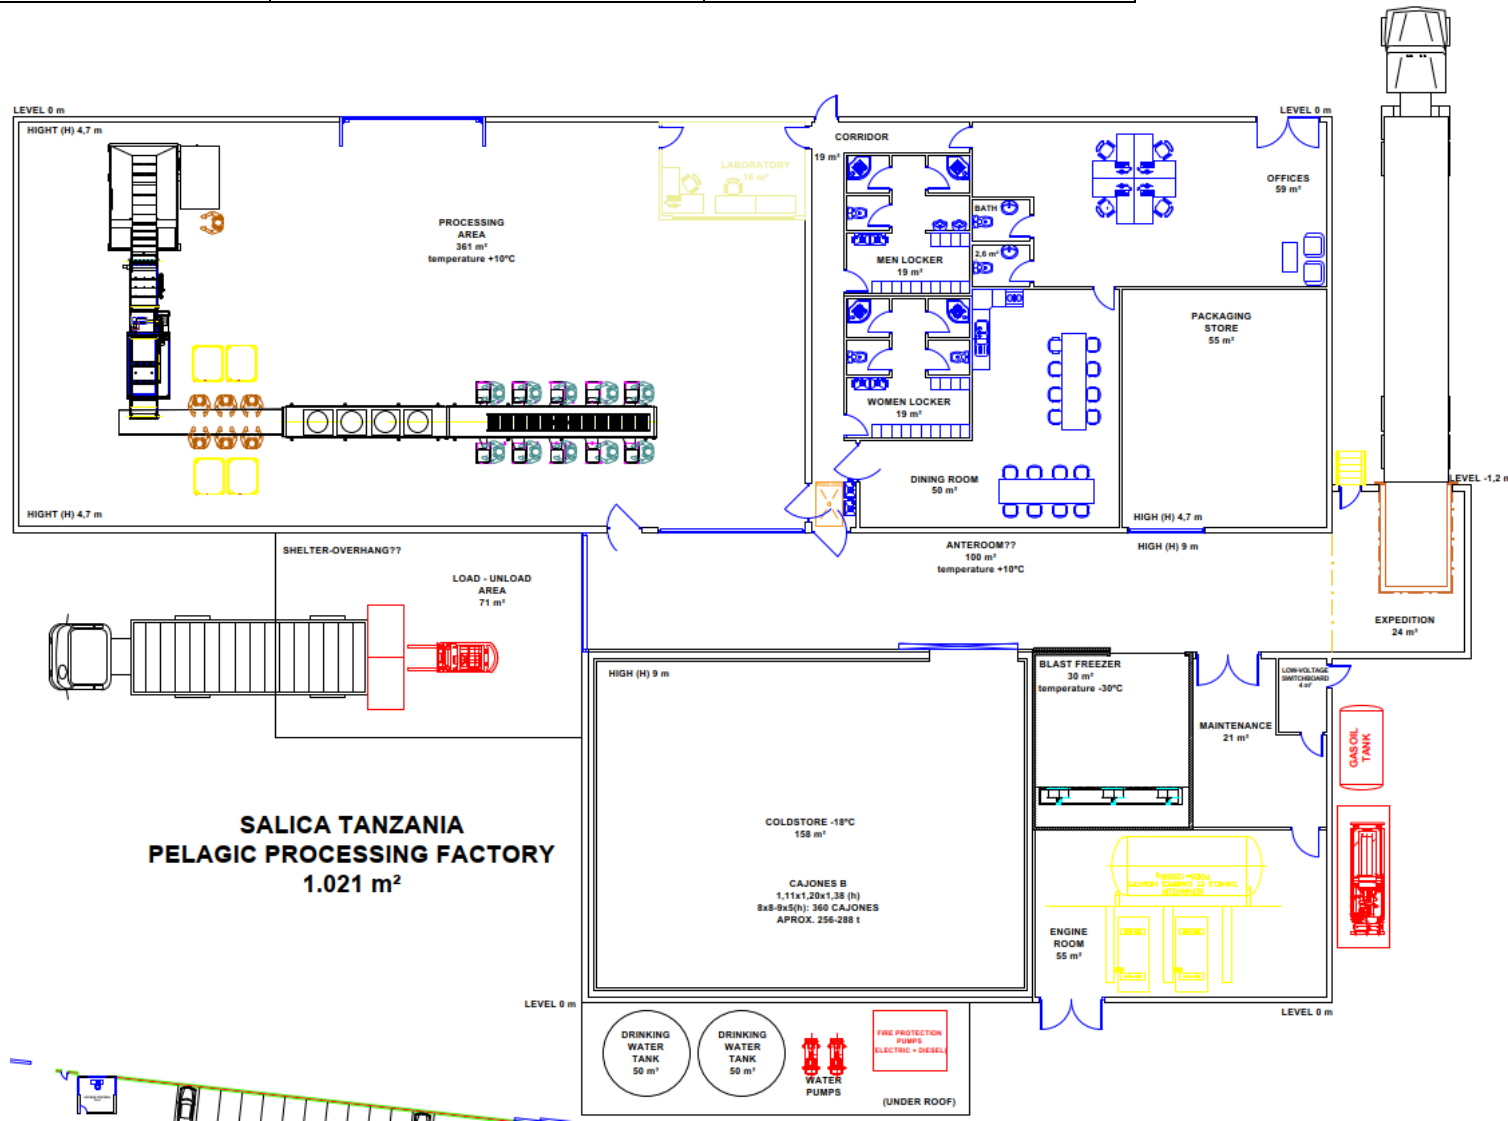 LEVEL 0 m
LEVEL 0 m
HIGHT (H) 4,7 m
CORRIDOR
19 m²
LABORATORY
16 m²
OFFICES
59 m²
BATH
2,6 m²
PROCESSING
AREA
361 m²
temperature +10ºC
MEN LOCKER
19 m²
PACKAGING
STORE
55 m²
WOMEN LOCKER
19 m²
DINING ROOM
50 m²
LEVEL -1,2 m
HIGHT (H) 4,7 m
HIGH (H) 4,7 m
SHELTER-OVERHANG??
ANTEROOM??
100 m²
temperature +10ºC
HIGH (H) 9 m
LOAD - UNLOAD
AREA
71 m²
EXPEDITION
24 m²
HIGH (H) 9 m
BLAST FREEZER
30 m²
temperature -30ºC
LOW-VOLTAGE
SWITCHBOARD
4 m²
MAINTENANCE
21 m²
GASOIL
TANK
SALICA TANZANIA
PELAGIC PROCESSING FACTORY
1.021 m²
COLDSTORE -18ºC
158 m²
CAJONES B
1,11x1,20x1,38 (h)
8x8-9x5(h): 360 CAJONES
APROX. 256-288 t
ENGINE
ROOM
55 m²
LEVEL 0 m
LEVEL 0 m
DRINKING
WATER
TANK
50 m³
DRINKING
WATER
TANK
50 m³
WATER
PUMPS
FIRE PROTECTION
PUMPS
(ELECTRIC + DIESEL)
(UNDER ROOF)